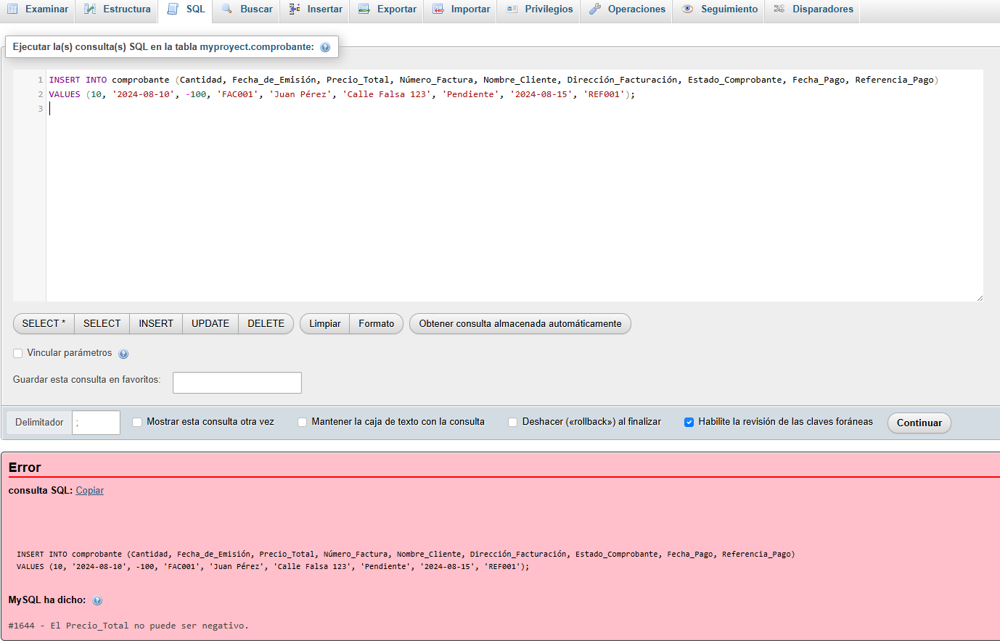 Examinar Estructura SQL Buscar Insertar Exportar Importar Privilegios Operaciones Seguimiento Disparadores
Ejecutar la(s) consulta(s) SQL en la tabla myproyect.comprobante:
1 INSERT INTO comprobante (Cantidad, Fecha_de_Emisión, Precio_Total, Número_Factura, Nombre_Cliente, Dirección_Facturación, Estado_Comprobante, Fecha_Pago, Referencia_Pago)
2 VALUES (10, '2024-08-10', -100, 'FAC001', 'Juan Pérez', 'Calle Falsa 123', 'Pendiente', '2024-08-15', 'REF001');
3
SELECT * SELECT INSERT UPDATE DELETE Limpiar Formato Obtener consulta almacenada automáticamente
Vincular parámetros
Guardar esta consulta en favoritos:
Delimitador ; Mostrar esta consulta otra vez Mantener la caja de texto con la consulta Deshacer («rollback») al finalizar Habilite la revisión de las claves foráneas Continuar
Error
consulta SQL: Copiar
INSERT INTO comprobante (Cantidad, Fecha_de_Emisión, Precio_Total, Número_Factura, Nombre_Cliente, Dirección_Facturación, Estado_Comprobante, Fecha_Pago, Referencia_Pago)
VALUES (10, '2024-08-10', -100, 'FAC001', 'Juan Pérez', 'Calle Falsa 123', 'Pendiente', '2024-08-15', 'REF001');
MySQL ha dicho:
#1644 - El Precio_Total no puede ser negativo.